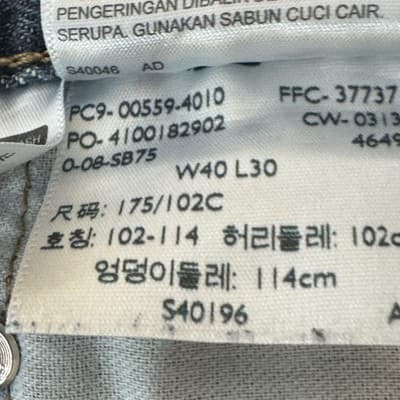 PENGERINGAN DIBALIK
SERUPA. GUNAKAN SABUN CUCI CAIR.
S40046 AD
PC9- 00559-4010 FFC- 37737
PO- 4100182902 CW- 0313
0-08-SB75 4649
W40 L30
尺码: 175/102C
호칭: 102-114 허리둘레: 102c
엉덩이둘레: 114cm
S40196 A